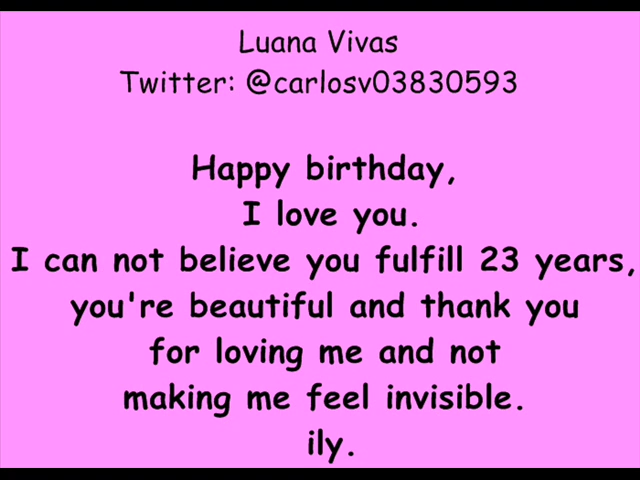 Luana Vivas
Twitter: @carlosv03830593
Happy birthday,
I love you.
I can not believe you fulfill 23 years,
you're beautiful and thank you
for loving me and not
making me feel invisible.
ily.